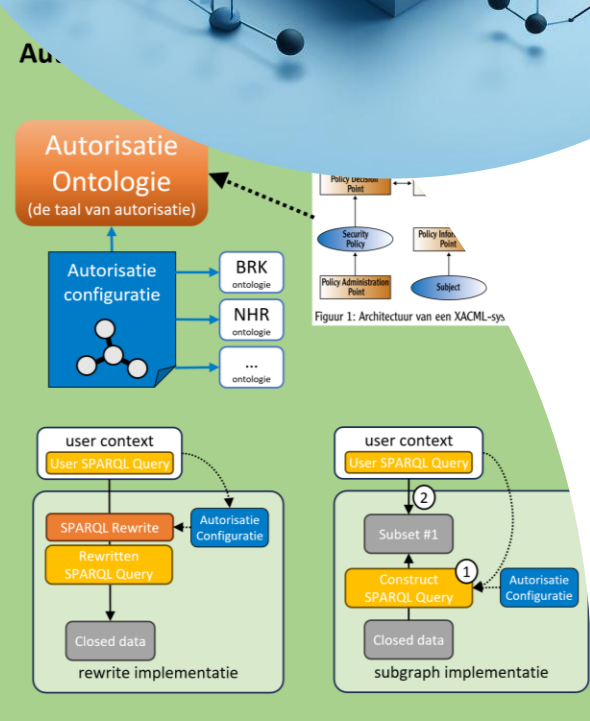 Autorisatie
Ontologie
(de taal van autorisatie)
Policy Decision
Point
Security
Policy
Policy
Point
Policy Administration
Point
Subject
Figuur 1: Architectuur van een
Autorisatie
configuratie
BRK
ontologie
NHR
ontologie
...
ontologie
user context
User SPARQL Query
SPARQL Rewrite
Autorisatie
Configuratie
Rewritten
SPARQL Query
Closed data
rewrite implementatie
user context
User SPARQL Query
2
Subset #1
1
Construct
SPARQL Query
Autorisatie
Configuratie
Closed data
subgraph implementatie